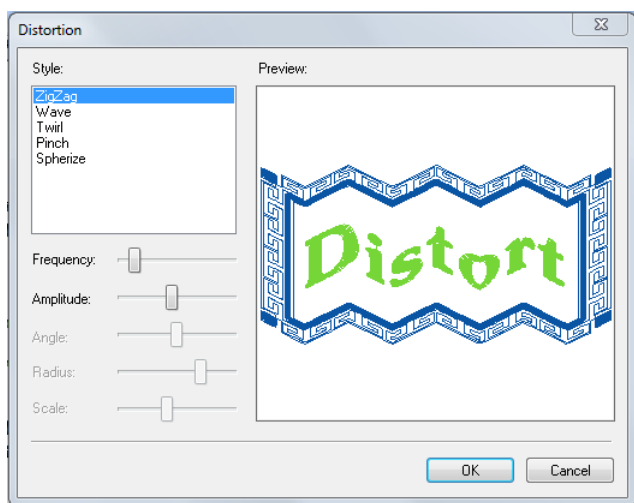 Distortion
Style:
ZigZag
Wave
Twirl
Pinch
Spherize
Frequency:
Amplitude:
Angle:
Radius:
Scale:
Preview:
Distort
OK
Cancel